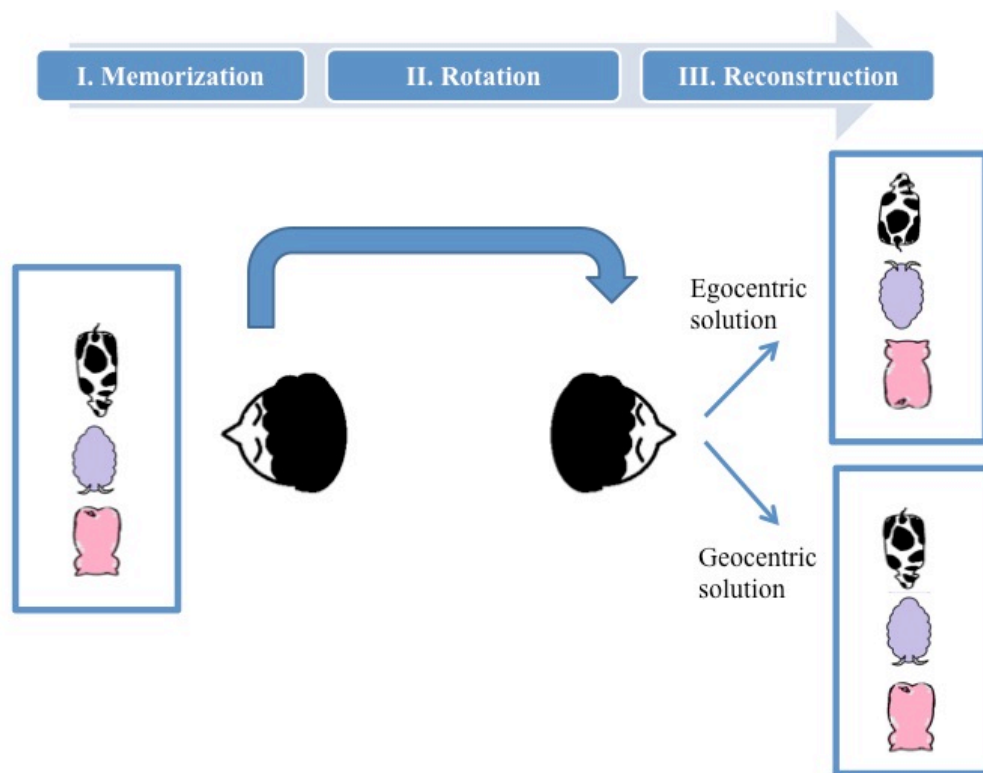 I. Memorization
II. Rotation
III. Reconstruction
Egocentric
solution
Geocentric
solution